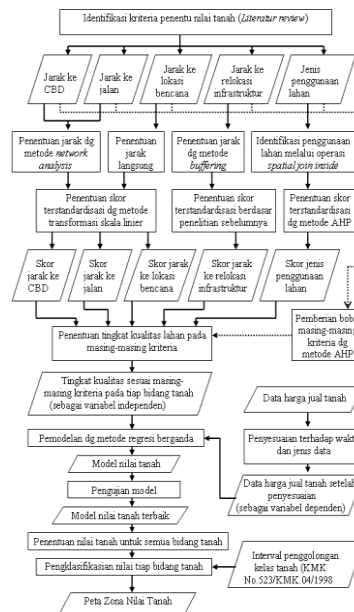 Identifikasi kriteria penentu nilai tanah (Literatur review)
Jarak ke
CBD
Jarak ke
jalan
Jarak ke
lokasi
bencana
Jarak ke
relokasi
infrastruktur
Jenis
penggunaan
lahan
Penentuan jarak dg
metode network
analysis
Penentuan
jarak
langsung
Penentuan jarak
dg metode
buffering
Identifikasi penggunaan
lahan melalui operasi
spatial join inside
Penentuan skor
terstandardisasi dg metode
transformasi skala linier
Penentuan skor
terstandardisasi berdasar
penelitian sebelumnya
Penentuan skor
terstandardisasi
dg metode AHP
Skor
jarak ke
CBD
Skor
jarak ke
jalan
Skor jarak
ke lokasi
bencana
Skor jarak
ke relokasi
infrastruktur
Skor jenis
penggunaan
lahan
Penentuan tingkat kualitas lahan pada
masing-masing kriteria
Pemberian bobot
masing-masing
kriteria dg
metode AHP
Tingkat kualitas sesuai masing-
masing kriteria pada tiap bidang tanah
(sebagai variabel independen)
Data harga jual tanah
Pemodelan dg metode regresi berganda
Penyesuaian terhadap waktu
dan jenis data
Model nilai tanah
Pengujian model
Data harga jual tanah setelah
penyesuaian
(sebagai variabel dependen)
Model nilai tanah terbaik
Penentuan nilai tanah untuk semua bidang tanah
Pengklasifikasian nilai tiap bidang tanah
Interval penggolongan
kelas tanah (KMK
No.523/KMK.04/1998
Peta Zona Nilai Tanah